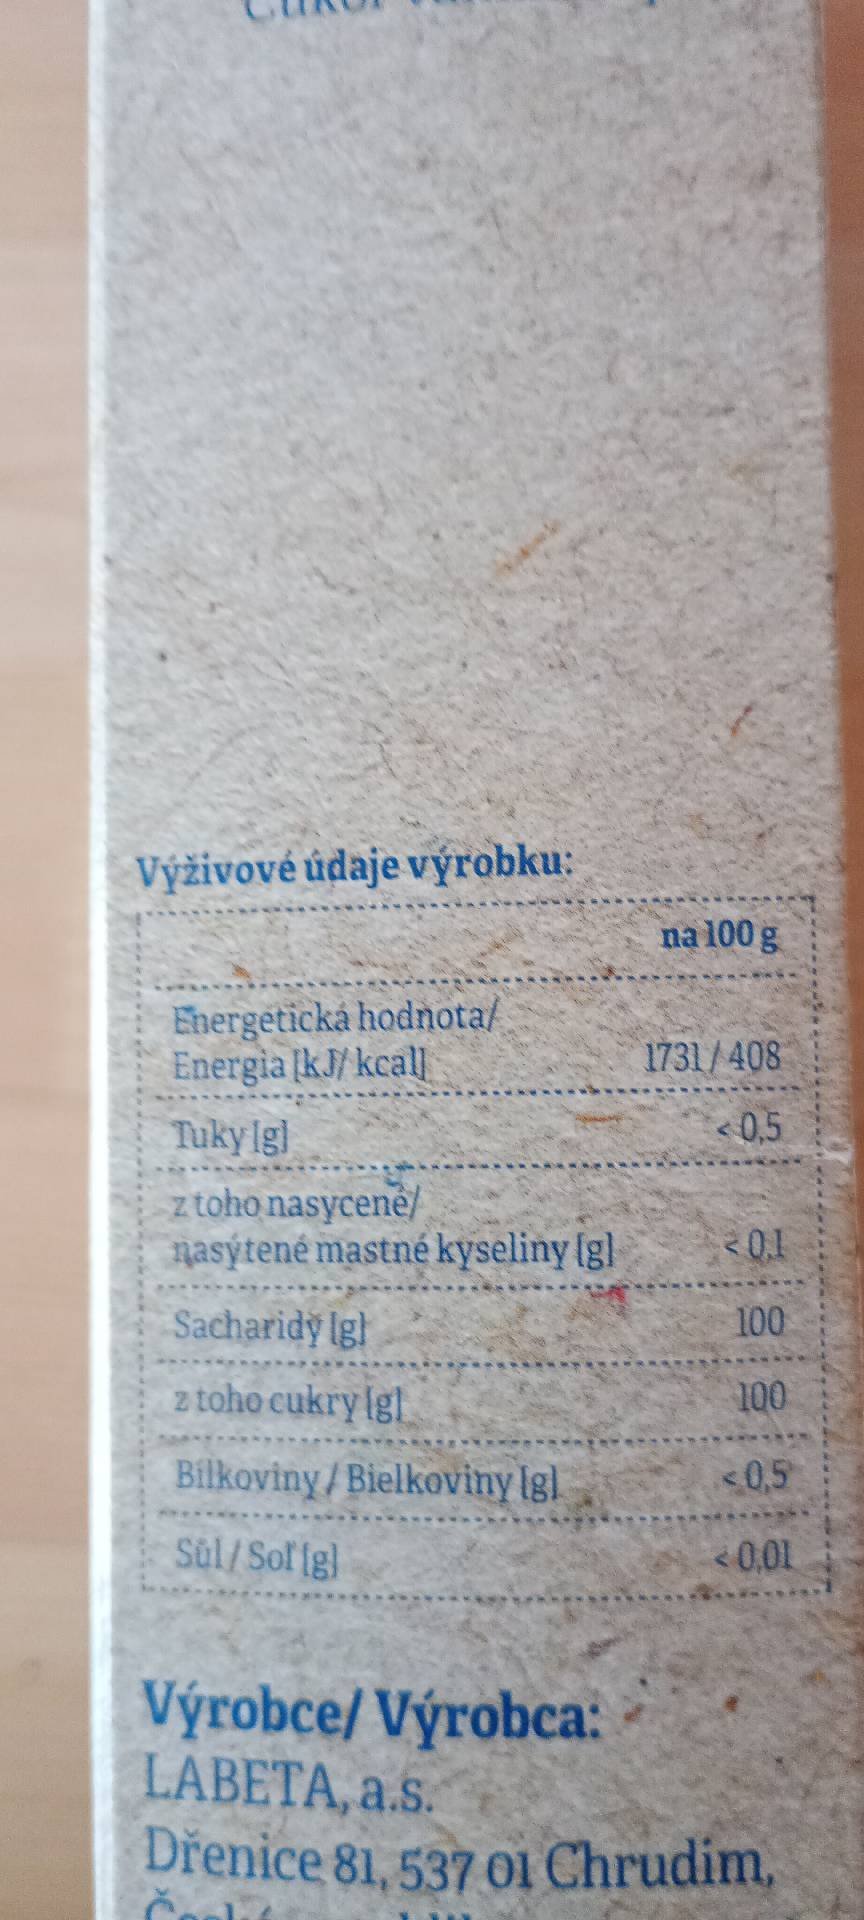 Výživové údaje výrobku:
na 100 g
Energetická hodnota/
Energia [kJ/kcal] 1731 / 408
Tuky [g] < 0,5
z toho nasycené/
nasýtené mastné kyseliny [g] < 0,1
Sacharidy [g] 100
z toho cukry [g] 100
Bílkoviny / Bielkoviny [g] < 0,5
Sůl / Soľ [g] < 0,01
Výrobce/ Výrobca:
LABETA, a.s.
Dřenice 81, 537 01 Chrudim,